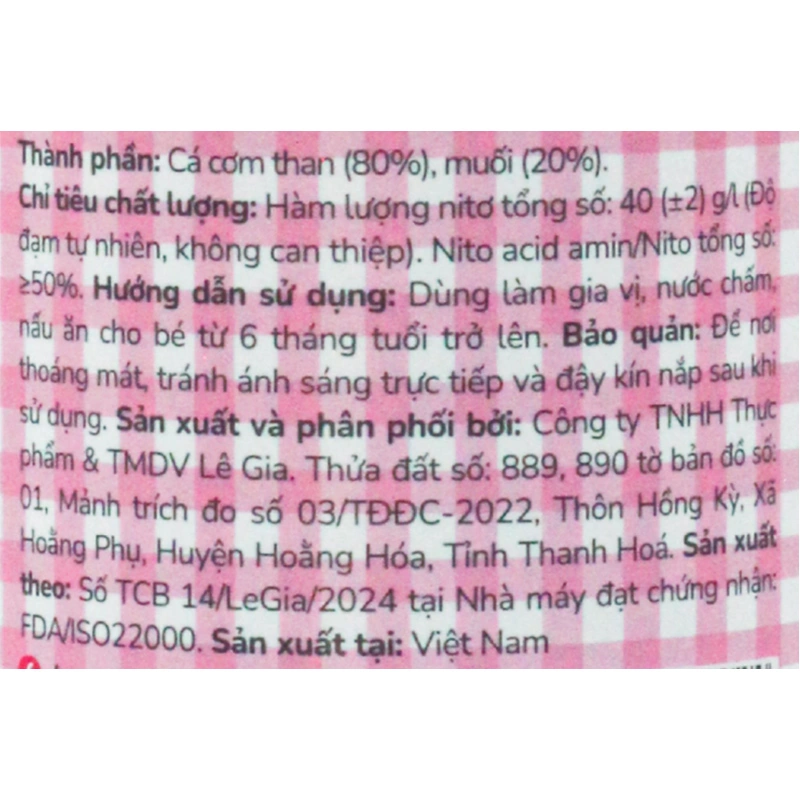 Thành phần: Cá cơm than (80%), muối (20%).
Chỉ tiêu chất lượng: Hàm lượng nitơ tổng số: 40 (±2) g/l (Độ
đạm tự nhiên, không can thiệp). Nito acid amin/Nito tổng số:
≥50%. Hướng dẫn sử dụng: Dùng làm gia vị, nước chấm,
nấu ăn cho bé từ 6 tháng tuổi trở lên. Bảo quản: Để nơi
thoáng mát, tránh ánh sáng trực tiếp và đậy kín nắp sau khi
sử dụng. Sản xuất và phân phối bởi: Công ty TNHH Thực
phẩm & TMDV Lê Gia. Thửa đất số: 889, 890 tờ bản đồ số:
01, Mảnh trích đo số 03/TĐĐC-2022, Thôn Hồng Kỳ, Xã
Hoằng Phụ, Huyện Hoằng Hóa, Tỉnh Thanh Hoá. Sản xuất
theo: Số TCB 14/LeGia/2024 tại Nhà máy đạt chứng nhận:
FDA/ISO22000. Sản xuất tại: Việt Nam